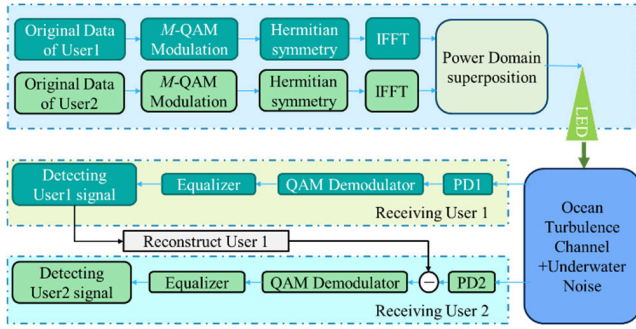 Original Data
of User1
M-QAM
Modulation
Hermitian
symmetry
IFFT
Original Data
of User2
M-QAM
Modulation
Hermitian
symmetry
IFFT
Power Domain
superposition
LED
Detecting
User1 signal
Equalizer
QAM Demodulator
PD1
Receiving User 1
Reconstruct User 1
Detecting
User2 signal
Equalizer
QAM Demodulator
−
PD2
Receiving User 2
Ocean
Turbulence
Channel
+Underwater
Noise